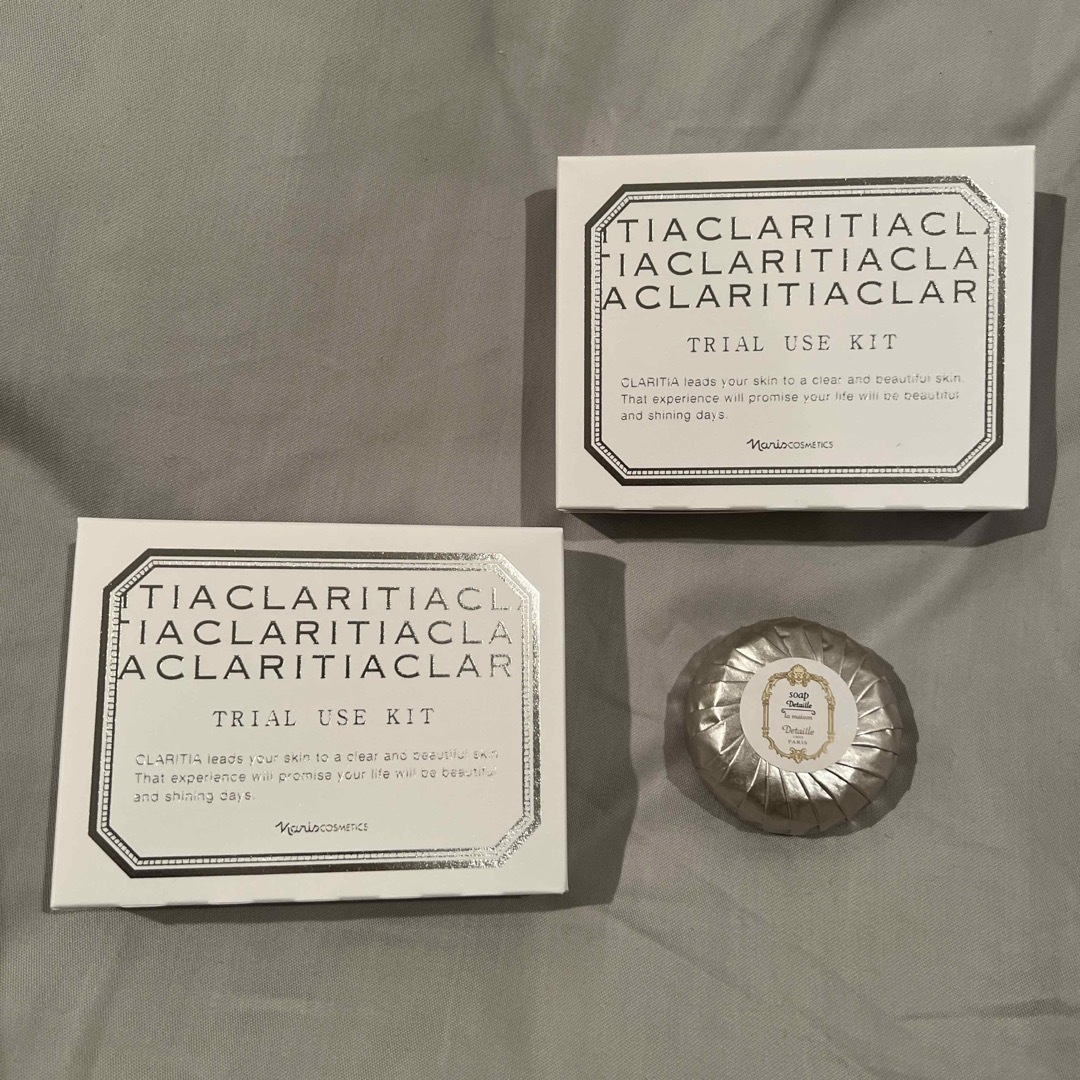 ITIACLARITIACLA
TIACLARITIACLA
ACLARITIACLAR
TRIAL USE KIT
CLARITIA leads your skin to a clear and beautiful skin.
That experience will promise your life will be beautiful
and shining days.
Naris COSMETICS
ITIACLARITIACLA
TIACLARITIACLA
ACLARITIACLAR
TRIAL USE KIT
CLARITIA leads your skin to a clear and beautiful skin.
That experience will promise your life will be beautiful
and shining days.
Naris COSMETICS
soap
Detaille
la maison
Detaille
PARIS